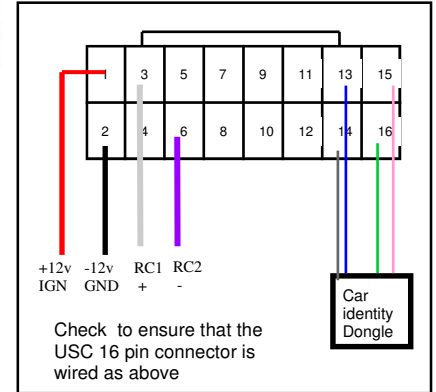 1 3 5 7 9 11 13 15
2 4 6 8 10 12 14 16
+12v -12v RC1 RC2
IGN GND + -
Car
identity
Dongle
Check to ensure that the
USC 16 pin connector is
wired as above